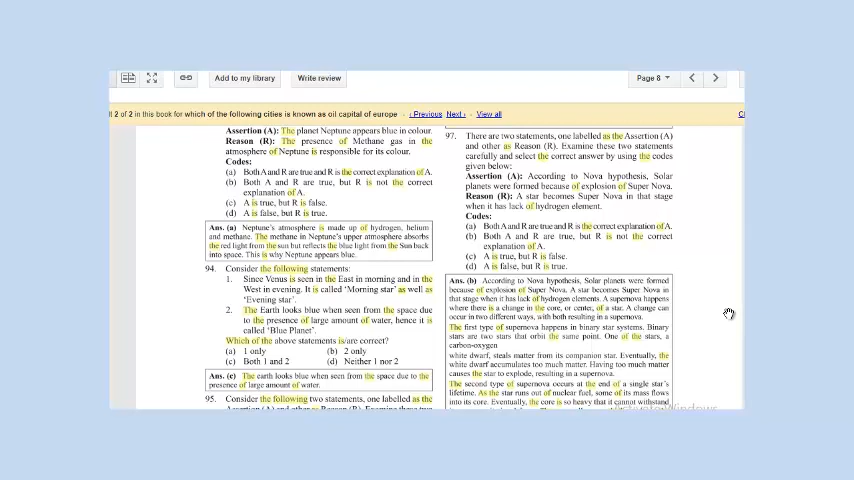 Add to my library
Write review
Page 8
2 of 2 in this book for which of the following cities is known as oil capital of europe - ‹ Previous Next › - View all
Assertion (A): The planet Neptune appears blue in colour.
Reason (R): The presence of Methane gas in the
atmosphere of Neptune is responsible for its colour.
Codes:
(a) Both A and R are true and R is the correct explanation of A.
(b) Both A and R are true, but R is not the correct
explanation of A.
(c) A is true, but R is false.
(d) A is false, but R is true.
Ans. (a) Neptune's atmosphere is made up of hydrogen, helium
and methane. The methane in Neptune's upper atmosphere absorbs
the red light from the sun but reflects the blue light from the Sun back
into space. This is why Neptune appears blue.
94. Consider the following statements:
1. Since Venus is seen in the East in morning and in the
West in evening. It is called 'Morning star' as well as
'Evening star'.
2. The Earth looks blue when seen from the space due
to the presence of large amount of water, hence it is
called 'Blue Planet'.
Which of the above statements is/are correct?
(a) 1 only (b) 2 only
(c) Both 1 and 2 (d) Neither 1 nor 2
Ans. (c) The earth looks blue when seen from the space due to the
presence of large amount of water.
95. Consider the following two statements, one labelled as the
Assertion (A) and other as Reason (R). Examine these two
97. There are two statements, one labelled as the Assertion (A)
and other as Reason (R). Examine these two statements
carefully and select the correct answer by using the codes
given below:
Assertion (A): According to Nova hypothesis, Solar
planets were formed because of explosion of Super Nova.
Reason (R): A star becomes Super Nova in that stage
when it has lack of hydrogen element.
Codes:
(a) Both A and R are true and R is the correct explanation of A.
(b) Both A and R are true, but R is not the correct
explanation of A.
(c) A is true, but R is false.
(d) A is false, but R is true.
Ans. (b) According to Nova hypothesis, Solar planets were formed
because of explosion of Super Nova. A star becomes Super Nova in
that stage when it has lack of hydrogen elements. A supernova happens
where there is a change in the core, or center, of a star. A change can
occur in two different ways, with both resulting in a supernova.
The first type of supernova happens in binary star systems. Binary
stars are two stars that orbit the same point. One of the stars, a
carbon-oxygen
white dwarf, steals matter from its companion star. Eventually, the
white dwarf accumulates too much matter. Having too much matter
causes the star to explode, resulting in a supernova.
The second type of supernova occurs at the end of a single star's
lifetime. As the star runs out of nuclear fuel, some of its mass flows
into its core. Eventually, the core is so heavy that it cannot withstand